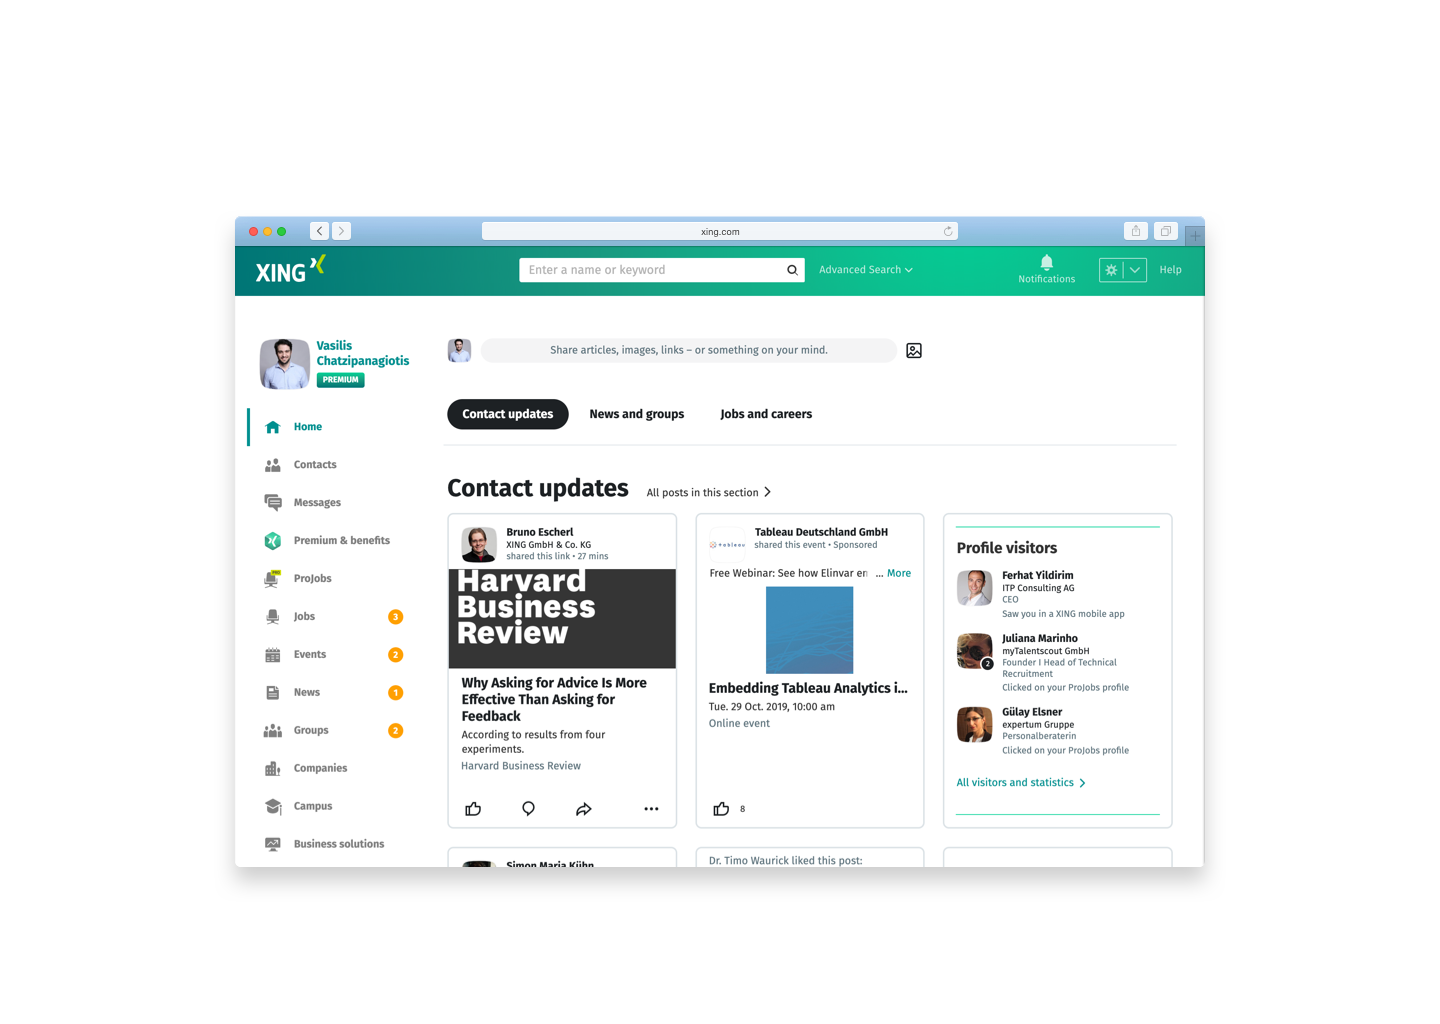 xing.com
XING
Enter a name or keyword
Advanced Search
Notifications
Help
Vasilis
Chatzipanagiotis
PREMIUM
Home
Contacts
Messages
Premium & benefits
PRO
ProJobs
Jobs
3
Events
2
News
1
Groups
2
Companies
Campus
Business solutions
Share articles, images, links – or something on your mind.
Contact updates
News and groups
Jobs and careers
Contact updates
All posts in this section
Bruno Escherl
XING GmbH & Co. KG
shared this link • 27 mins
Harvard
Business
Review
Why Asking for Advice Is More
Effective Than Asking for
Feedback
According to results from four
experiments.
Harvard Business Review
+ableau
Tableau Deutschland GmbH
shared this event • Sponsored
Free Webinar: See how Elinvar en ... More
Embedding Tableau Analytics i...
Tue. 29 Oct. 2019, 10:00 am
Online event
8
Profile visitors
Ferhat Yildirim
ITP Consulting AG
CEO
Saw you in a XING mobile app
2
Juliana Marinho
myTalentscout GmbH
Founder I Head of Technical
Recruitment
Clicked on your ProJobs profile
Gülay Elsner
expertum Gruppe
Personalberaterin
Clicked on your ProJobs profile
All visitors and statistics
Simon Maria Kühn
Dr. Timo Waurick liked this post: